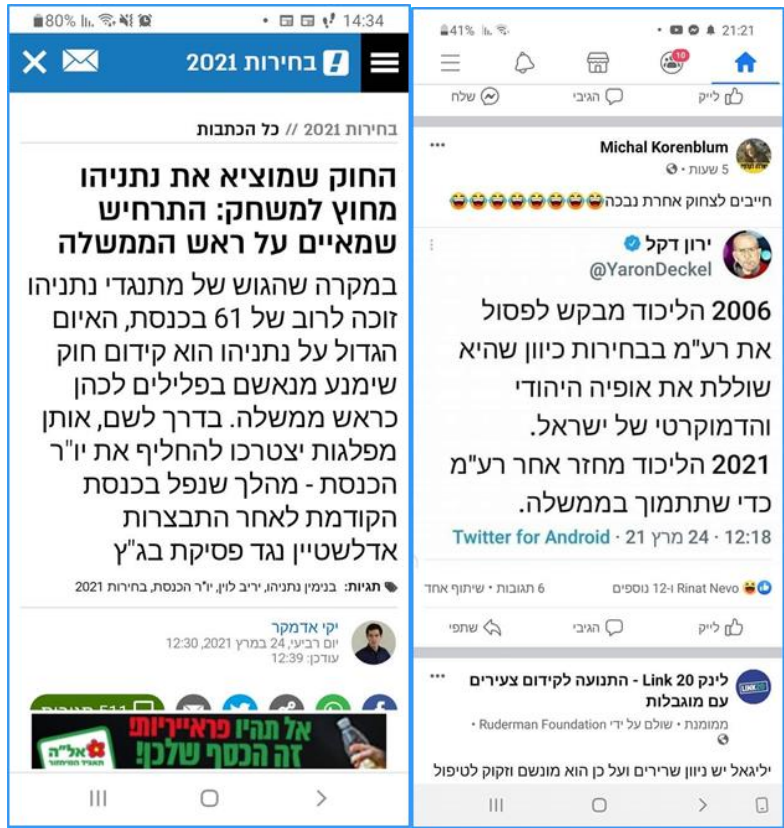 80%
14:34
בחירות 2021
בחירות 2021 // כל הכתבות
החוק שמוציא את נתניהו
מחוץ למשחק: התרחיש
שמאיים על ראש הממשלה
במקרה שהגוש של מתנגדי נתניהו
זוכה לרוב של 61 בכנסת, האיום
הגדול על נתניהו הוא קידום חוק
שימנע מנאשם בפלילים לכהן
כראש ממשלה. בדרך לשם, אותן
מפלגות יצטרכו להחליף את יו"ר
הכנסת - מהלך שנפל בכנסת
הקודמת לאחר התבצרות
אדלשטיין נגד פסיקת בג"ץ
תגיות: בנימין נתניהו, יריב לוין, יו"ר הכנסת, בחירות 2021
יקי אדמקר
יום רביעי, 24 במרץ 2021, 12:30
עודכן: 12:39
511 תגובות
אל תהיו פראייריות!
זה הכסף שלכן!
אל"ה
תאגיד המיחזור
41%
21:21
10
לייק
הגיבי
שלח
Michal Korenblum
5 שעות
חייבים לצחוק אחרת נבכה😂😂😂😂😂😂😂😂
ירון דקל
@YaronDeckel
2006 הליכוד מבקש לפסול
את רע"מ בבחירות כיוון שהיא
שוללת את אופיה היהודי
והדמוקרטי של ישראל.
2021 הליכוד מחזר אחר רע"מ
כדי שתתמוך בממשלה.
12:18 · 24 מרץ 21 · Twitter for Android
Rinat Nevo ו-12 נוספים
6 תגובות • שיתוף אחד
לייק
הגיבי
שתפי
LINK20
לינק 20 Link - התנועה לקידום צעירים
עם מוגבלות
ממומנת • שולם על ידי Ruderman Foundation •
יליגאל יש ניוון שרירים ועל כן הוא מונשם וזקוק לטיפול